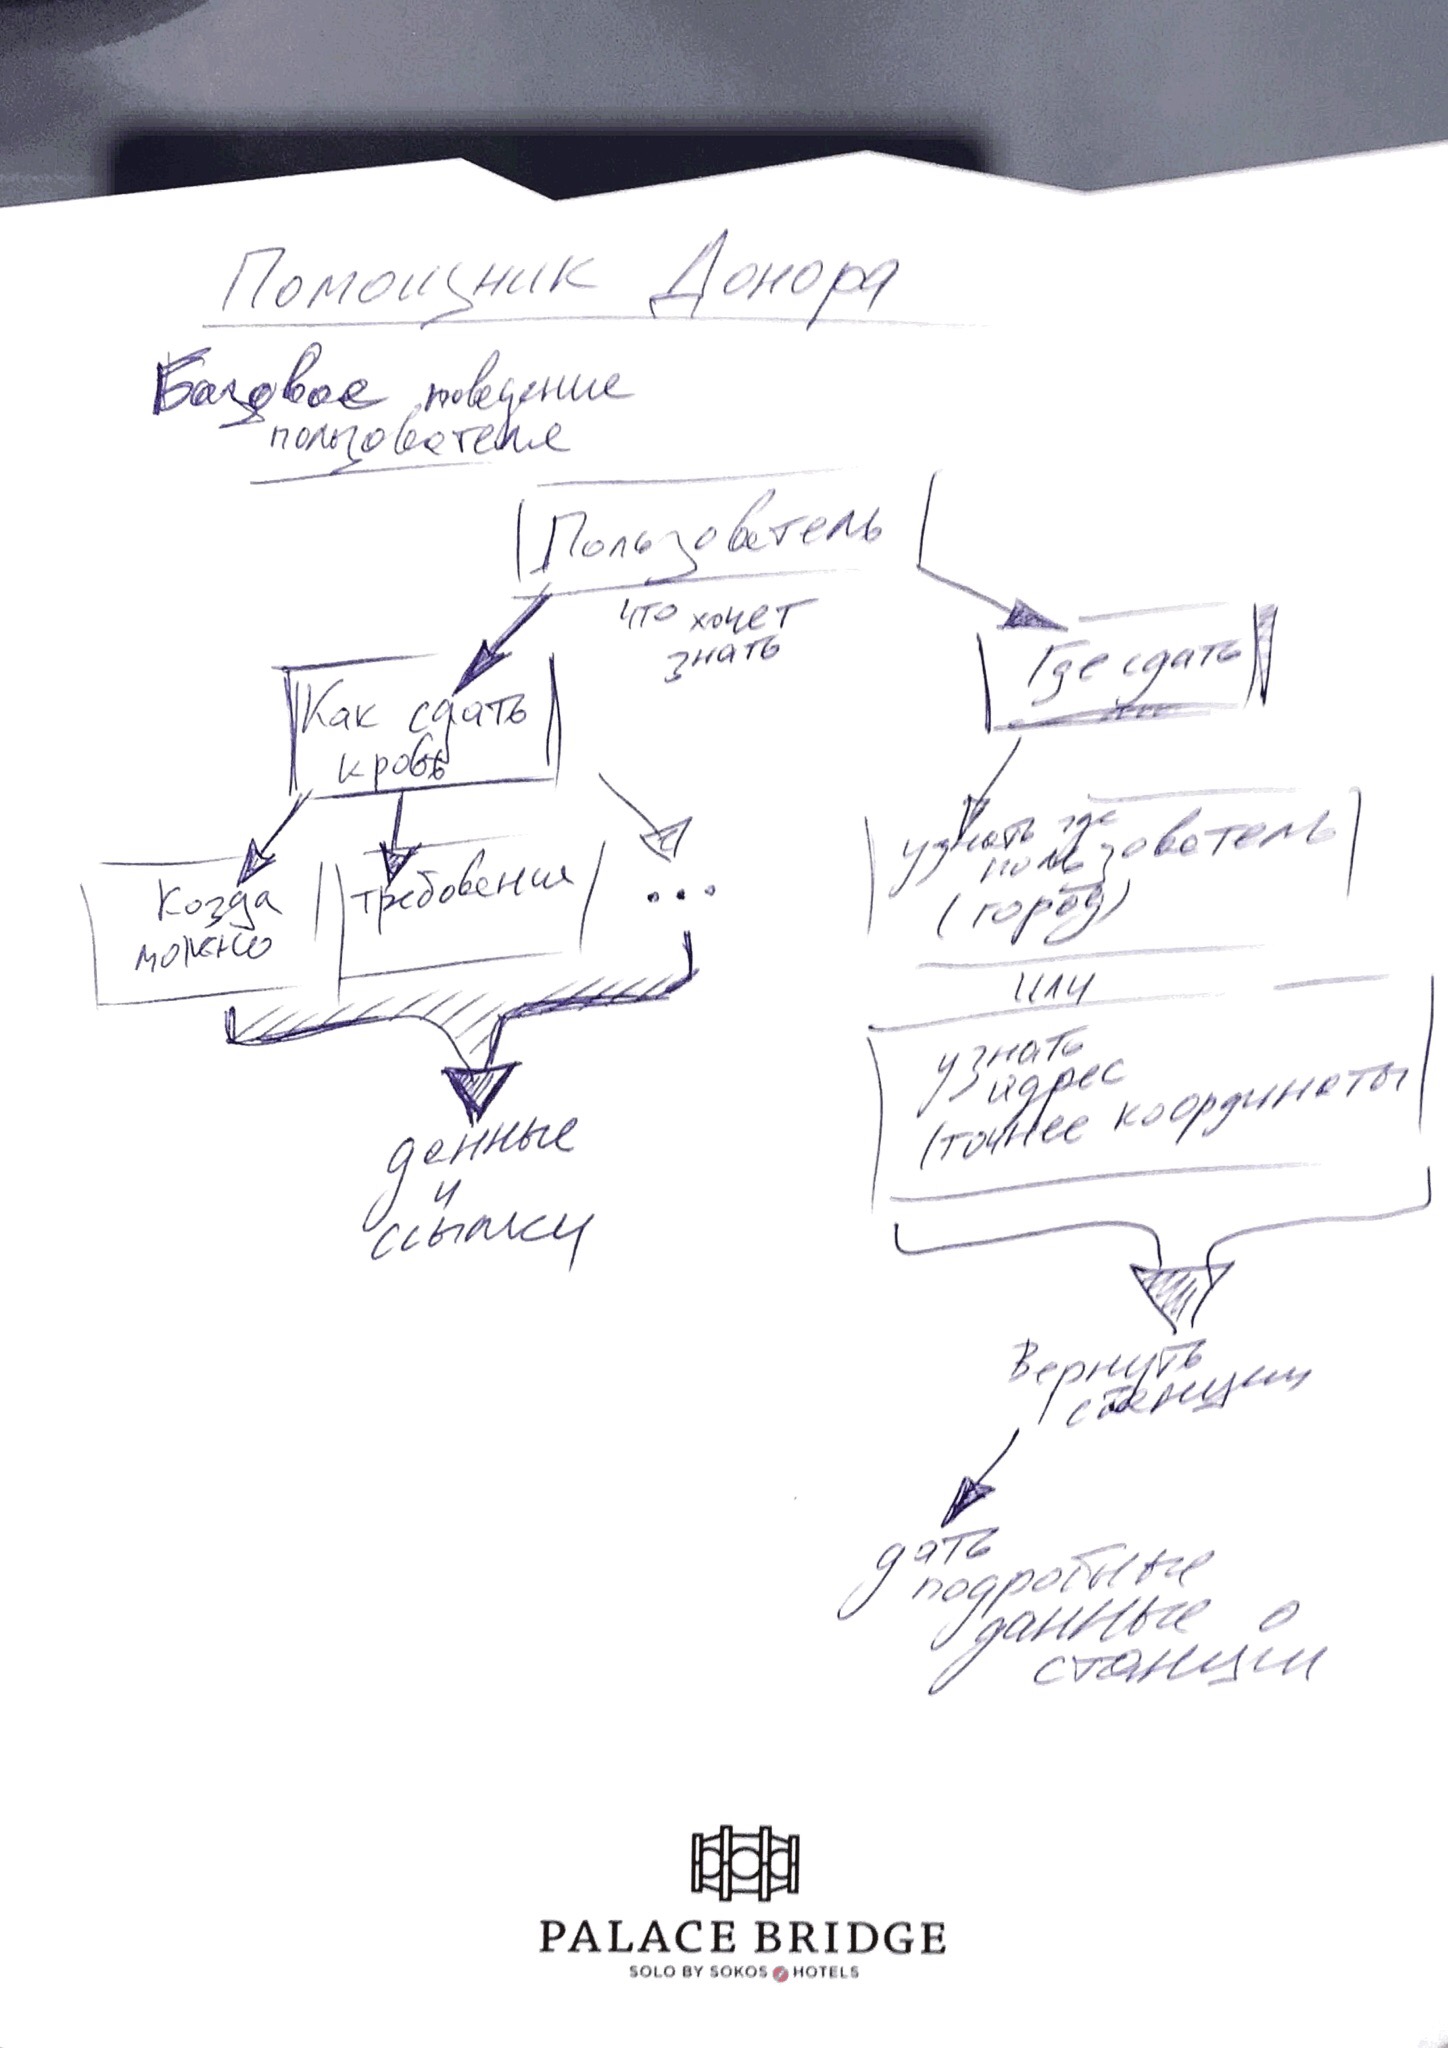 Помощник Донора
Базовое поведение
пользователя
Пользователь
что хочет
знать
Как сдать
кровь
Когда
можно
требования
...
данные
и
ссылки
Где сдать
узнать где
пользователь
(город)
или
узнать
адрес
(точнее координаты
Вернуть
станции
дать
подробные
данные о
станции
PALACE BRIDGE
SOLO BY SOKOS HOTELS